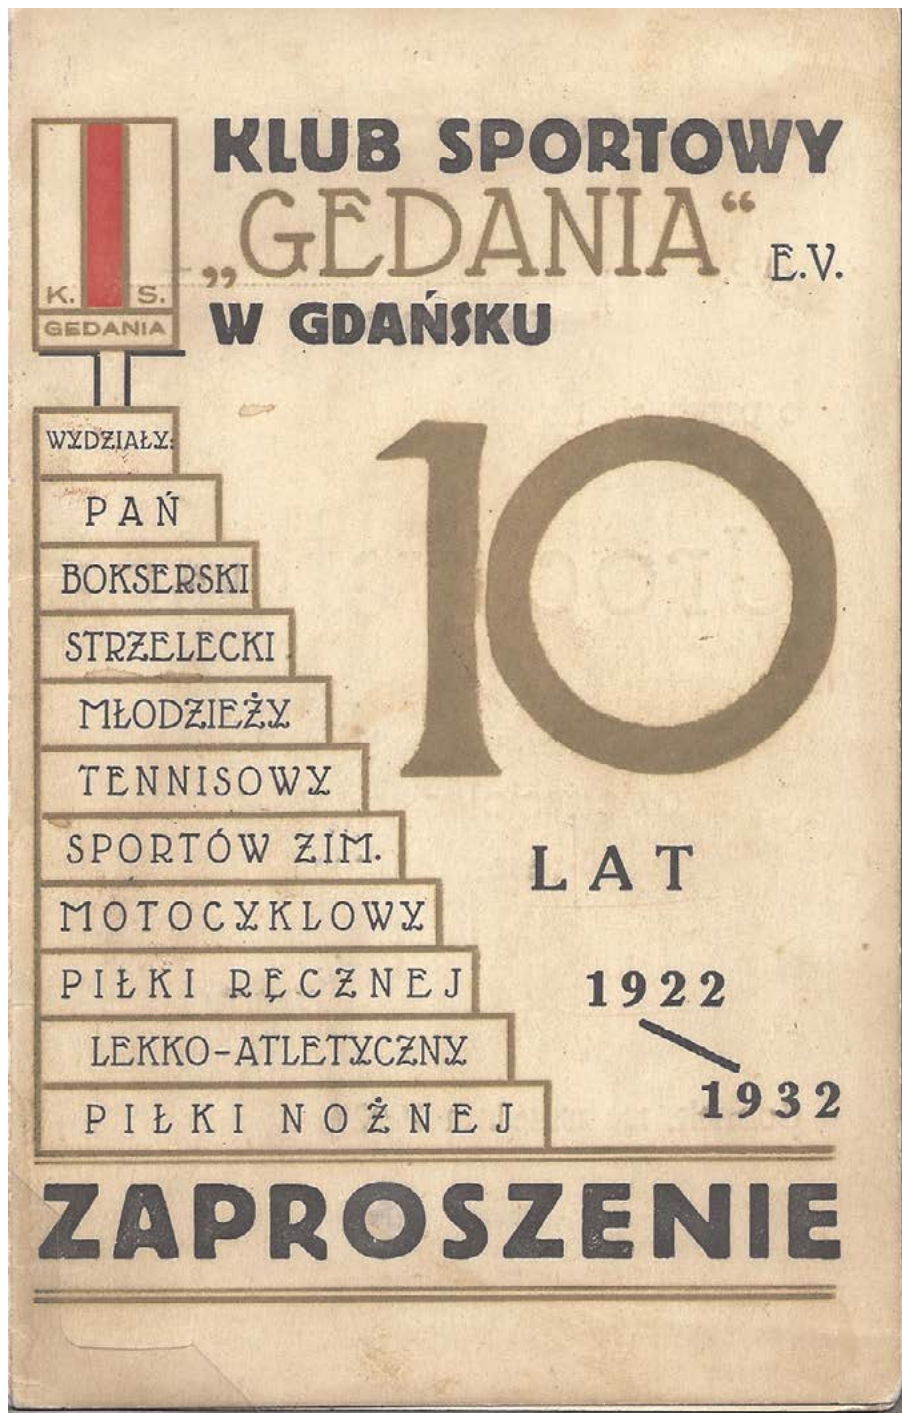 KLUB SPORTOWY
„GEDANIA“ E.V.
W GDAŃSKU
K. S.
GEDANIA
WYDZIAŁY:
PAŃ
BOKSERSKI
STRZELECKI
MŁODZIEŻY
TENNISOWY
SPORTÓW ZIM.
MOTOCYKLOWY
PIŁKI RĘCZNEJ
LEKKO-ATLETYCZNY
PIŁKI NOŻNEJ
10
LAT
1922
1932
ZAPROSZENIE